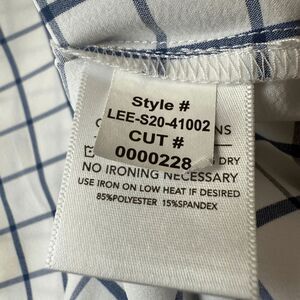 Style #
LEE-S20-41002
CUT #
0000228
DRY
NO IRONING NECESSARY
USE IRON ON LOW HEAT IF DESIRED
85%POLYESTER 15%SPANDEX